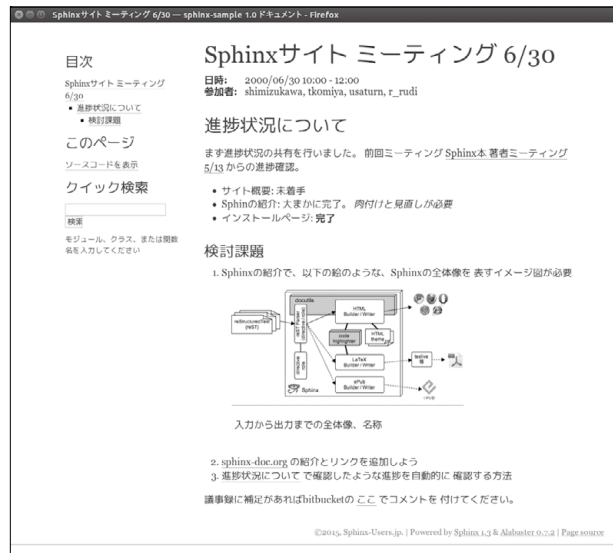 Sphinxサイト ミーティング 6/30 — sphinx-sample 1.0 ドキュメント - Firefox
目次
Sphinxサイト ミーティング
6/30
進捗状況について
検討課題
このページ
ソースコードを表示
クイック検索
検索
モジュール、クラス、または関数
名を入力してください
Sphinxサイト ミーティング 6/30
日時: 2000/06/30 10:00 - 12:00
参加者: shimizukawa, tkomiya, usaturn, r_rudi
進捗状況について
まず進捗状況の共有を行いました。 前回ミーティング Sphinx本 著者ミーティング
5/13 からの進捗確認。
サイト概要: 未着手
Sphinの紹介: 大まかに完了。 肉付けと見直しが必要
インストールページ: 完了
検討課題
1. Sphinxの紹介で、以下の絵のような、Sphinxの全体像を 表すイメージ図が必要
docutils
reStructuredText
(reST)
reST Parser
(directive / role)
directive
role
HTML
Builder / Writer
code
highlighter
HTML
theme
LaTeX
Builder / Writer
ePub
Builder / Writer
Sphinx
texlive
等
入力から出力までの全体像、名称
2. sphinx-doc.org の紹介とリンクを追加しよう
3. 進捗状況について で確認したような進捗を自動的に 確認する方法
議事録に補足があればbitbucketの ここ でコメントを 付けてください。
©2015, Sphinx-Users.jp. | Powered by Sphinx 1.3 & Alabaster 0.7.2 | Page source